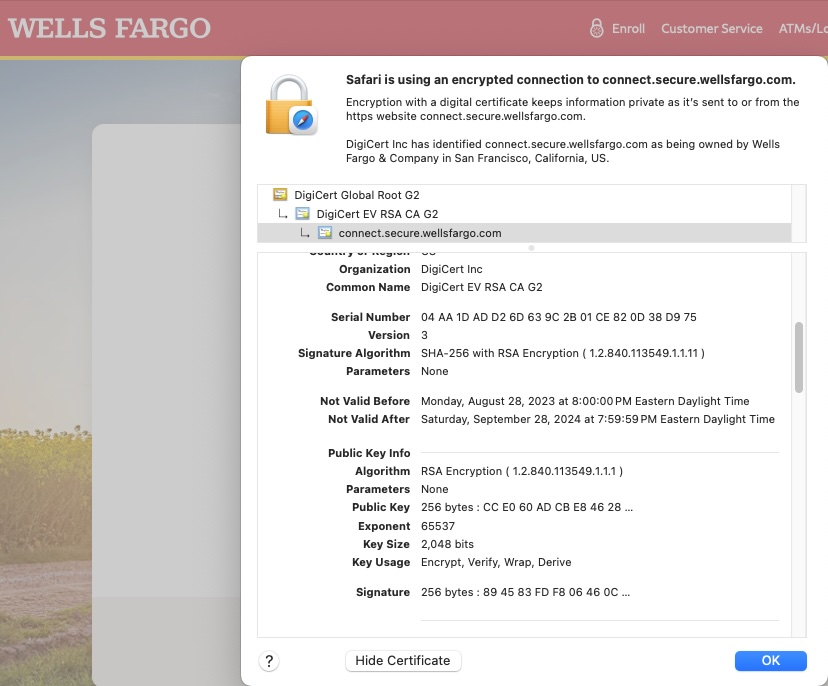 WELLS FARGO
Enroll Customer Service ATMs/Lo
Safari is using an encrypted connection to connect.secure.wellsfargo.com.
Encryption with a digital certificate keeps information private as it's sent to or from the
https website connect.secure.wellsfargo.com.
DigiCert Inc has identified connect.secure.wellsfargo.com as being owned by Wells
Fargo & Company in San Francisco, California, US.
DigiCert Global Root G2
DigiCert EV RSA CA G2
connect.secure.wellsfargo.com
Country or Region US
Organization DigiCert Inc
Common Name DigiCert EV RSA CA G2
Serial Number 04 AA 1D AD D2 6D 63 9C 2B 01 CE 82 0D 38 D9 75
Version 3
Signature Algorithm SHA-256 with RSA Encryption ( 1.2.840.113549.1.1.11 )
Parameters None
Not Valid Before Monday, August 28, 2023 at 8:00:00 PM Eastern Daylight Time
Not Valid After Saturday, September 28, 2024 at 7:59:59 PM Eastern Daylight Time
Public Key Info
Algorithm RSA Encryption ( 1.2.840.113549.1.1.1 )
Parameters None
Public Key 256 bytes : CC E0 60 AD CB E8 46 28 ...
Exponent 65537
Key Size 2,048 bits
Key Usage Encrypt, Verify, Wrap, Derive
Signature 256 bytes : 89 45 83 FD F8 06 46 0C ...
? Hide Certificate OK